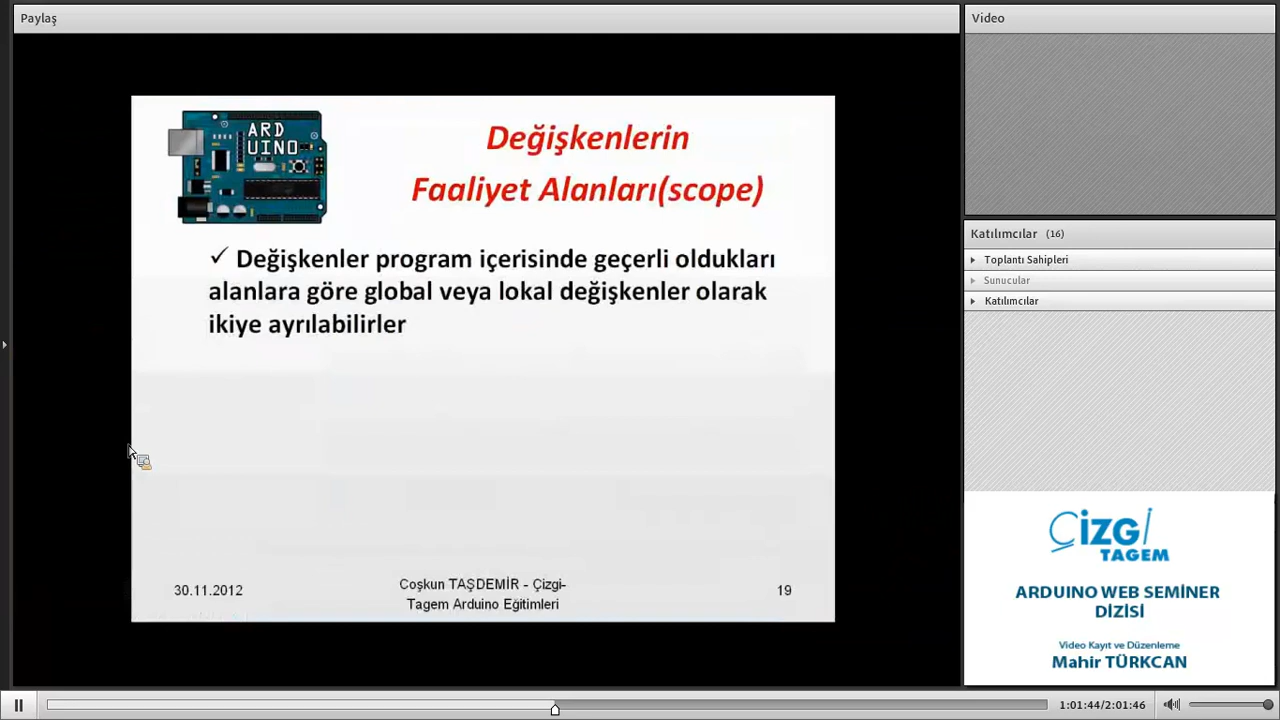 Paylaş
Video
ARD
UINO
Değişkenlerin
Faaliyet Alanları(scope)
✓ Değişkenler program içerisinde geçerli oldukları
alanlara göre global veya lokal değişkenler olarak
ikiye ayrılabilirler
30.11.2012
Coşkun TAŞDEMİR - Çizgi-
Tagem Arduino Eğitimleri
19
Katılımcılar (16)
Toplantı Sahipleri
Sunucular
Katılımcılar
ÇİZGİ
TAGEM
ARDUINO WEB SEMİNER
DİZİSİ
Video Kayıt ve Düzenleme
Mahir TÜRKCAN
1:01:44/2:01:46